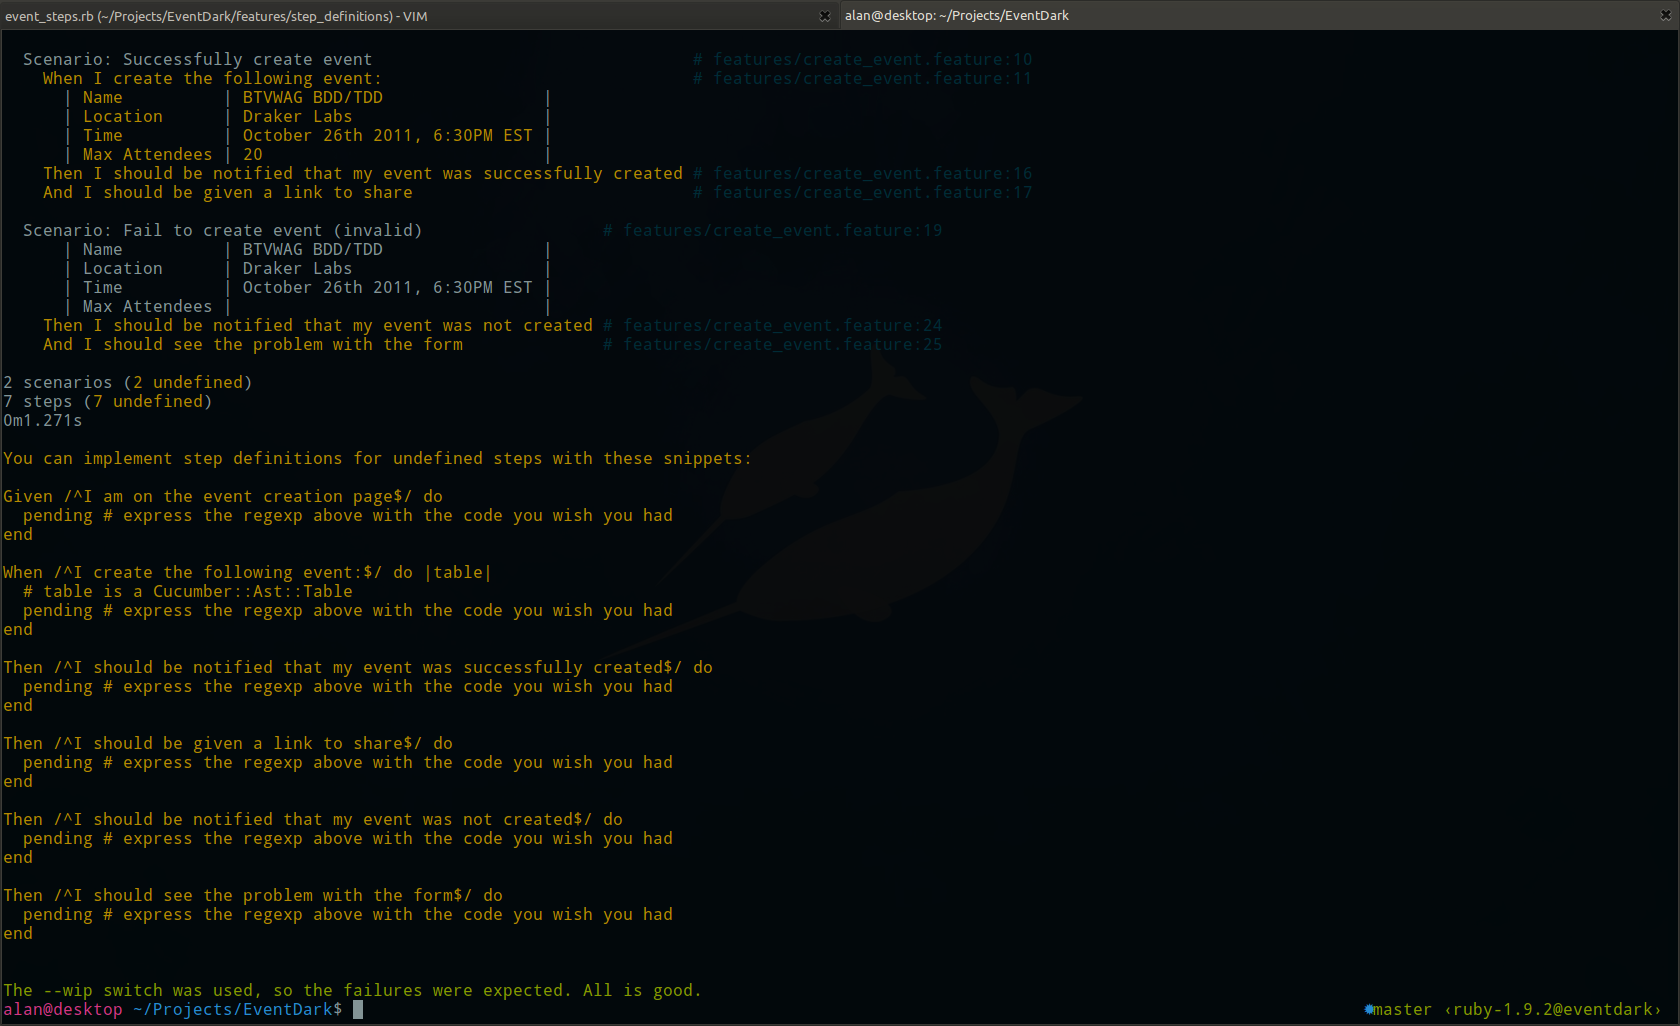 event_steps.rb (~/Projects/EventDark/features/step_definitions) - VIM
alan@desktop: ~/Projects/EventDark
Scenario: Successfully create event # features/create_event.feature:10
When I create the following event: # features/create_event.feature:11
| Name | BTVWAG BDD/TDD |
| Location | Draker Labs |
| Time | October 26th 2011, 6:30PM EST |
| Max Attendees | 20 |
Then I should be notified that my event was successfully created # features/create_event.feature:16
And I should be given a link to share # features/create_event.feature:17
Scenario: Fail to create event (invalid) # features/create_event.feature:19
| Name | BTVWAG BDD/TDD |
| Location | Draker Labs |
| Time | October 26th 2011, 6:30PM EST |
| Max Attendees | |
Then I should be notified that my event was not created # features/create_event.feature:24
And I should see the problem with the form # features/create_event.feature:25
2 scenarios (2 undefined)
7 steps (7 undefined)
0m1.271s
You can implement step definitions for undefined steps with these snippets:
Given /^I am on the event creation page$/ do
pending # express the regexp above with the code you wish you had
end
When /^I create the following event:$/ do |table|
# table is a Cucumber::Ast::Table
pending # express the regexp above with the code you wish you had
end
Then /^I should be notified that my event was successfully created$/ do
pending # express the regexp above with the code you wish you had
end
Then /^I should be given a link to share$/ do
pending # express the regexp above with the code you wish you had
end
Then /^I should be notified that my event was not created$/ do
pending # express the regexp above with the code you wish you had
end
Then /^I should see the problem with the form$/ do
pending # express the regexp above with the code you wish you had
end
The --wip switch was used, so the failures were expected. All is good.
alan@desktop ~/Projects/EventDark$ ✹master ‹ruby-1.9.2@eventdark›